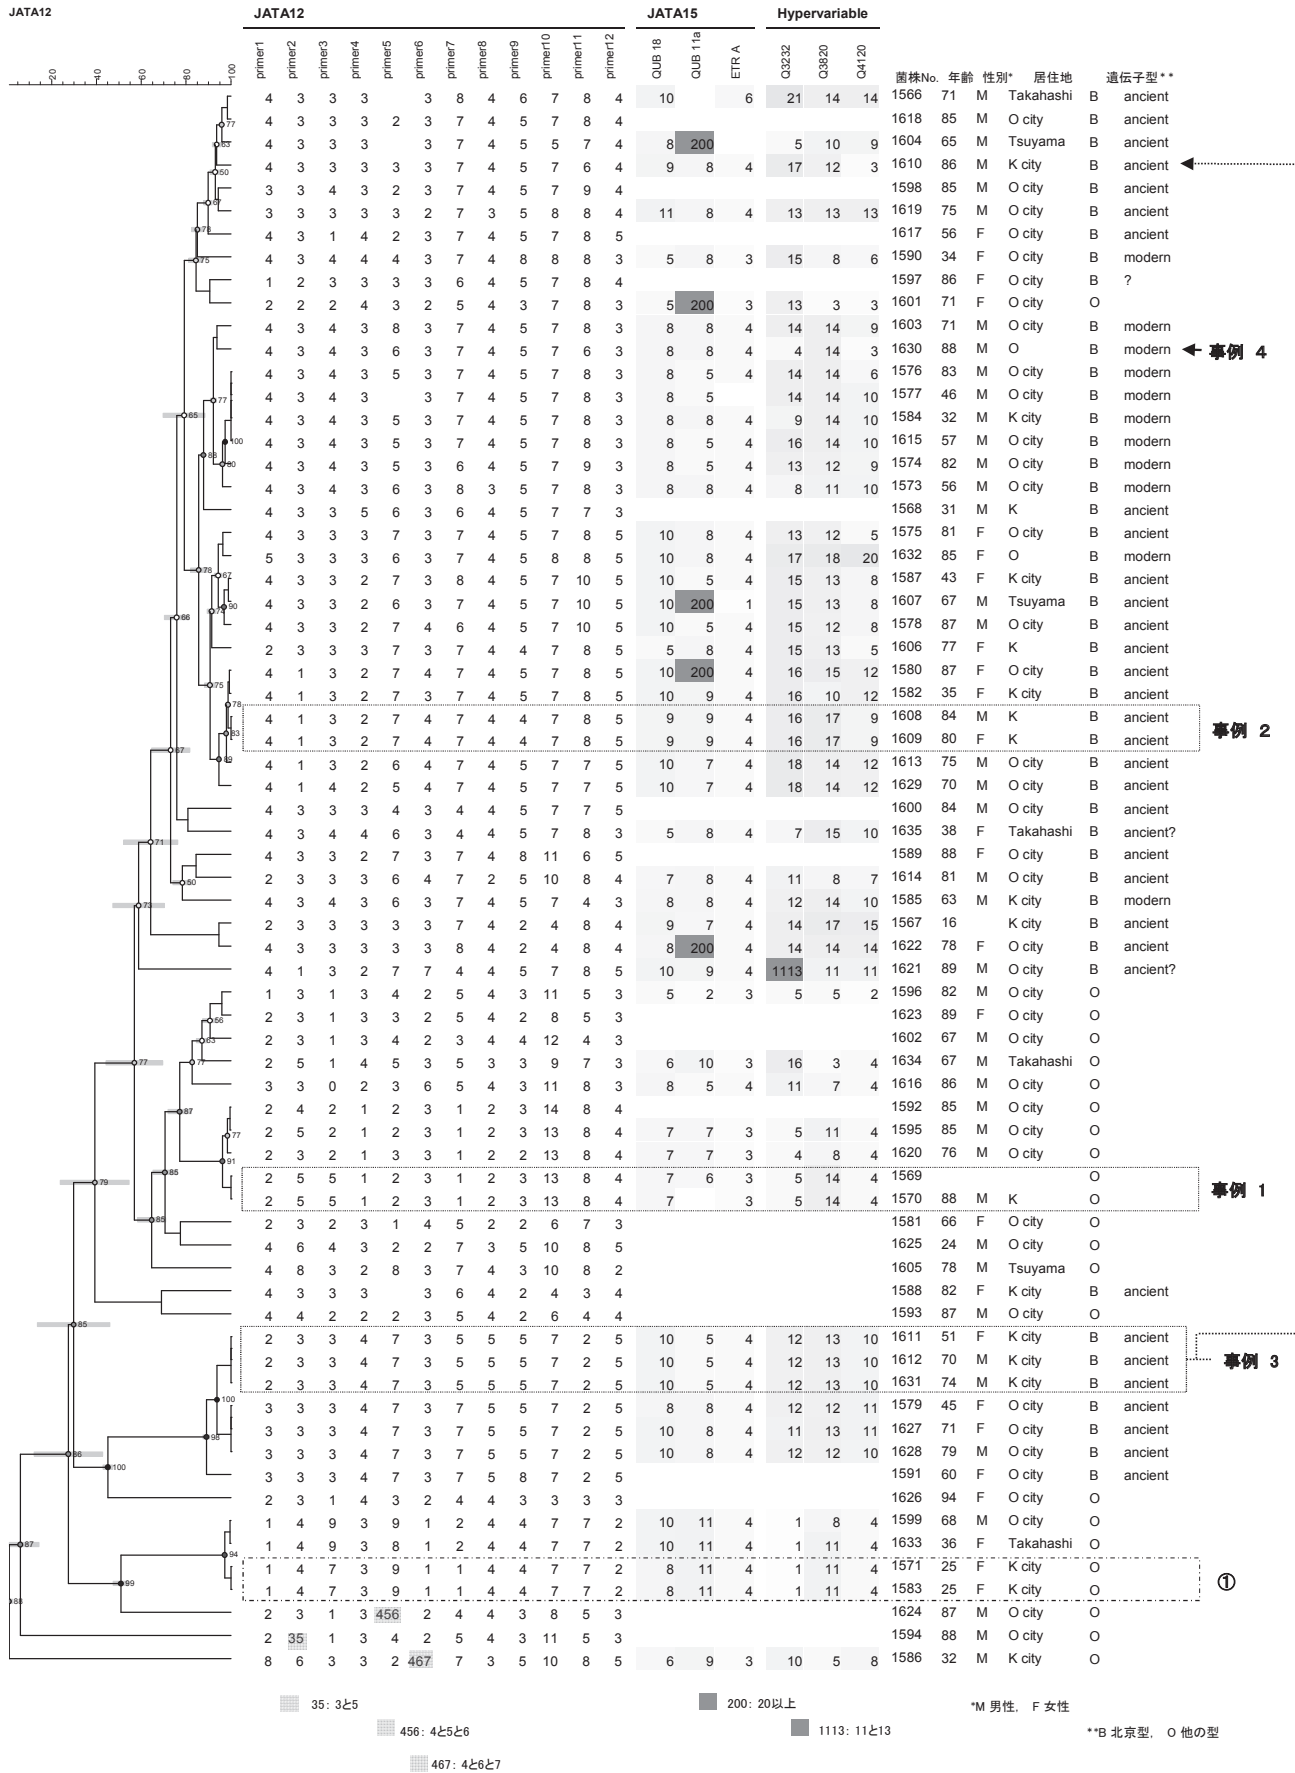 JATA12
JATA12 JATA15 Hypervariable
primer1 primer2 primer3 primer4 primer5 primer6 primer7 primer8 primer9 primer10 primer11 primer12 QUB 18 QUB 11a ETR A Q3232 Q3820 Q4120
20 40 60 80 100
菌株No. 年齢 性別* 居住地 遺伝子型**
4 3 3 3 3 8 4 6 7 8 4 10 6 21 14 14 1566 71 M Takahashi B ancient
4 3 3 3 2 3 7 4 5 7 8 4 1618 85 M O city B ancient
4 3 3 3 3 7 4 5 5 7 4 8 200 5 10 9 1604 65 M Tsuyama B ancient
4 3 3 3 3 3 7 4 5 7 6 4 9 8 4 17 12 3 1610 86 M K city B ancient
3 3 4 3 2 3 7 4 5 7 9 4 1598 85 M O city B ancient
3 3 3 3 3 2 7 3 5 8 8 4 11 8 4 13 13 13 1619 75 M O city B ancient
4 3 1 4 2 3 7 4 5 7 8 5 1617 56 F O city B ancient
4 3 4 4 4 3 7 4 8 8 8 3 5 8 3 15 8 6 1590 34 F O city B modern
1 2 3 3 3 3 6 4 5 7 8 4 1597 86 F O city B ?
2 2 2 4 3 2 6 4 5 7 8 3 5 200 3 13 3 3 1601 71 F O city O
4 3 4 3 8 3 7 4 5 7 8 3 8 8 4 14 14 9 1603 71 M O city B modern
4 3 4 3 6 3 7 4 5 7 6 3 8 8 4 4 14 3 1630 88 M O B modern 事例 4
4 3 4 3 5 3 7 4 5 7 8 3 8 5 4 14 14 6 1576 83 M O city B modern
4 3 4 3 3 7 4 5 7 8 3 8 5 14 14 10 1577 46 M O city B modern
4 3 4 3 5 3 7 4 5 7 8 3 8 8 4 9 14 10 1584 32 M K city B modern
4 3 4 3 5 3 7 4 5 7 8 3 8 5 4 16 14 10 1615 57 M O city B modern
4 3 4 3 5 3 6 4 5 7 9 3 8 5 4 13 12 9 1574 82 M O city B modern
4 3 4 3 6 3 8 3 5 7 8 3 8 8 4 8 11 10 1573 56 M O city B modern
4 3 3 5 6 3 6 4 5 7 7 3 1568 31 M K B ancient
4 3 3 3 7 3 7 4 5 7 8 5 10 8 4 13 12 5 1575 81 F O city B ancient
5 3 3 3 6 3 7 4 5 8 8 5 10 8 4 17 18 20 1632 85 F O B modern
4 3 3 2 7 3 8 4 5 7 10 5 10 5 4 15 13 8 1587 43 F K city B ancient
4 3 3 2 6 3 7 4 5 7 10 5 10 200 1 15 13 8 1607 67 M Tsuyama B ancient
4 3 3 2 7 4 6 4 5 7 10 5 10 5 4 15 12 8 1578 87 M O city B ancient
2 3 3 3 7 3 7 4 4 7 8 5 5 8 4 15 13 5 1606 77 F K B ancient
4 1 3 2 7 4 7 4 5 7 8 5 10 200 4 16 15 12 1580 87 F O city B ancient
4 1 3 2 7 3 7 4 5 7 8 5 10 9 4 16 10 12 1582 35 F K city B ancient
4 1 3 2 7 4 7 4 4 7 8 5 9 9 4 16 17 9 1608 84 M K B ancient
4 1 3 2 7 4 7 4 4 7 8 5 9 9 4 16 17 9 1609 80 F K B ancient
事例 2
4 1 3 2 6 4 7 4 5 7 7 5 10 7 4 18 14 12 1613 75 M O city B ancient
4 1 4 2 5 4 7 4 5 7 8 5 10 7 4 18 14 12 1629 70 M O city B ancient
4 3 3 3 4 3 4 4 5 7 7 5 1600 84 M O city B ancient
4 3 4 4 6 3 4 4 5 7 8 3 5 8 4 7 15 10 1635 38 F Takahashi B ancient?
4 3 3 2 7 3 7 4 8 11 6 5 1589 88 F O city B ancient
2 3 3 3 6 4 7 2 5 10 8 4 7 8 4 11 8 7 1614 81 M O city B ancient
4 3 4 3 6 3 7 4 5 7 4 3 8 8 4 12 14 10 1585 63 M K city B modern
2 3 3 3 3 3 7 4 2 4 8 4 9 7 4 14 17 15 1567 16 K city B ancient
4 3 3 3 3 3 8 4 2 4 8 4 8 200 4 14 14 14 1622 78 F O city B ancient
4 1 3 2 7 7 4 4 5 7 8 5 10 9 4 1113 11 11 1621 89 M O city B ancient?
1 3 1 3 4 2 5 4 3 11 5 3 5 2 3 5 5 2 1596 82 M O city O
2 3 1 3 3 2 5 4 2 8 5 3 1623 89 F O city O
2 3 1 3 4 2 3 4 4 12 4 3 1602 67 M O city O
2 5 1 4 5 3 5 3 3 9 7 3 6 10 3 16 3 4 1634 67 M Takahashi O
3 3 0 2 3 6 5 4 3 11 8 3 8 5 4 11 7 4 1616 86 M O city O
2 4 2 1 2 3 1 2 3 14 8 4 1592 85 M O city O
2 5 2 1 2 3 1 2 3 13 8 4 7 7 3 5 11 4 1595 85 M O city O
2 3 2 1 3 3 1 2 2 13 8 4 7 7 3 4 8 4 1620 76 M O city O
2 5 5 1 2 3 1 2 3 13 8 4 7 6 3 5 14 4 1569 O
2 5 5 1 2 3 1 2 3 13 8 4 7 3 5 14 4 1570 88 M K O
事例 1
2 3 2 3 1 4 5 2 2 6 7 3 1581 66 F O city O
4 6 4 3 2 2 7 3 5 10 8 5 1625 24 M O city O
4 8 3 2 8 3 7 4 3 10 8 2 1605 78 M Tsuyama O
4 3 3 3 3 6 4 2 4 3 4 1588 82 F K city B ancient
4 4 2 2 2 3 5 4 2 6 4 4 1593 87 M O city O
2 3 3 4 7 3 5 5 5 7 2 5 10 5 4 12 13 10 1611 51 F K city B ancient
2 3 3 4 7 3 5 5 5 7 2 5 10 5 4 12 13 10 1612 70 M K city B ancient
事例 3
2 3 3 4 7 3 5 5 5 7 2 5 10 5 4 12 13 10 1631 74 M K city B ancient
3 3 3 4 7 3 7 5 5 7 2 5 8 8 4 12 12 11 1579 45 F O city B ancient
3 3 3 4 7 3 7 5 5 7 2 5 10 8 4 11 13 11 1627 71 F O city B ancient
3 3 3 4 7 3 7 5 5 7 2 5 10 8 4 12 12 10 1628 79 M O city B ancient
3 3 3 4 7 3 7 5 8 7 2 5 1591 60 F O city B ancient
2 3 1 4 3 2 4 4 3 3 3 3 1626 94 F O city O
1 4 9 3 9 1 2 4 4 7 7 2 10 11 4 1 8 4 1599 68 M O city O
1 4 9 3 8 1 2 4 4 7 7 2 10 11 4 1 11 4 1633 36 F Takahashi O
1 4 7 3 9 1 1 4 4 7 7 2 8 11 4 1 11 4 1571 25 F K city O
1 4 7 3 9 1 1 4 4 7 7 2 8 11 4 1 11 4 1583 25 F K city O
①
2 3 1 3 456 2 4 4 3 8 5 3 1624 87 M O city O
2 35 1 3 4 2 5 4 3 11 5 3 1594 88 M O city O
8 6 3 3 2 467 7 3 5 10 8 5 6 9 3 10 5 8 1586 32 M K city O
35: 3と5
200: 20以上
*M 男性, F 女性
456: 4と5と6
1113: 11と13
**B 北京型, O 他の型
467: 4と6と7